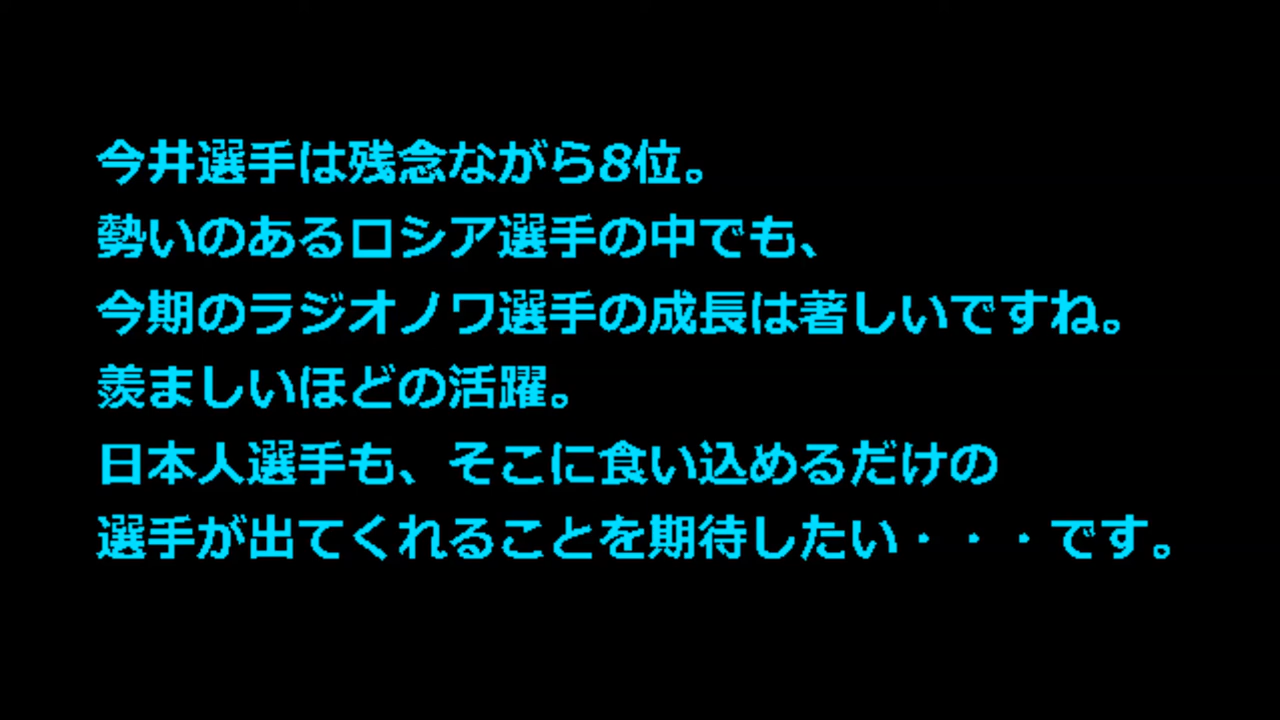 今井選手は残念ながら8位。
勢いのあるロシア選手の中でも、
今期のラジオノワ選手の成長は著しいですね。
羨ましいほどの活躍。
日本人選手も、そこに食い込めるだけの
選手が出てくれることを期待したい・・・です。